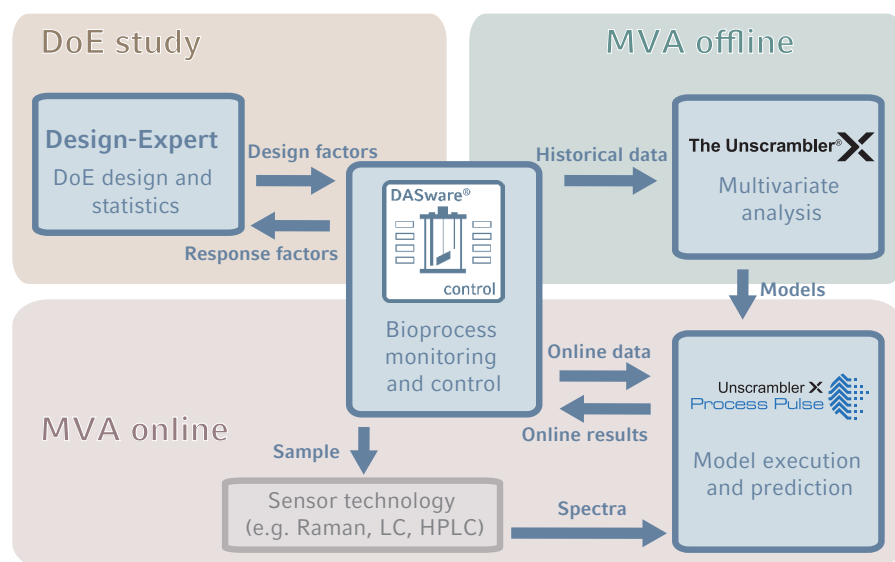 DoE study
MVA offline
Design-Expert
DoE design and
statistics
Design factors
Response factors
DASware®
control
Bioprocess
monitoring
and control
Historical data
The Unscrambler® X
Multivariate
analysis
Models
MVA online
Online data
Online results
Unscrambler X
Process Pulse
Model execution
and prediction
Sample
Sensor technology
(e.g. Raman, LC, HPLC)
Spectra